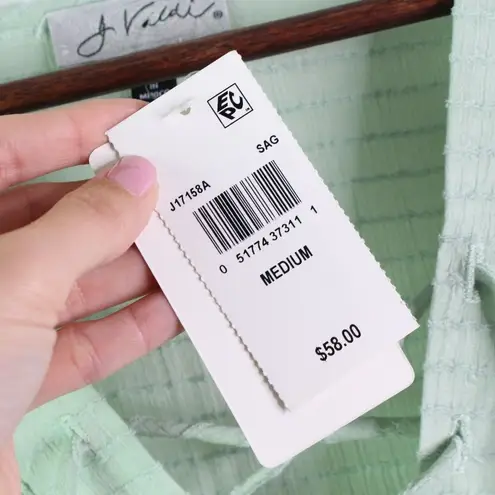 J Valdi
IN
MEXICO
EPC
SAG
J17158A
0 51774 37311 1
MEDIUM
$58.00